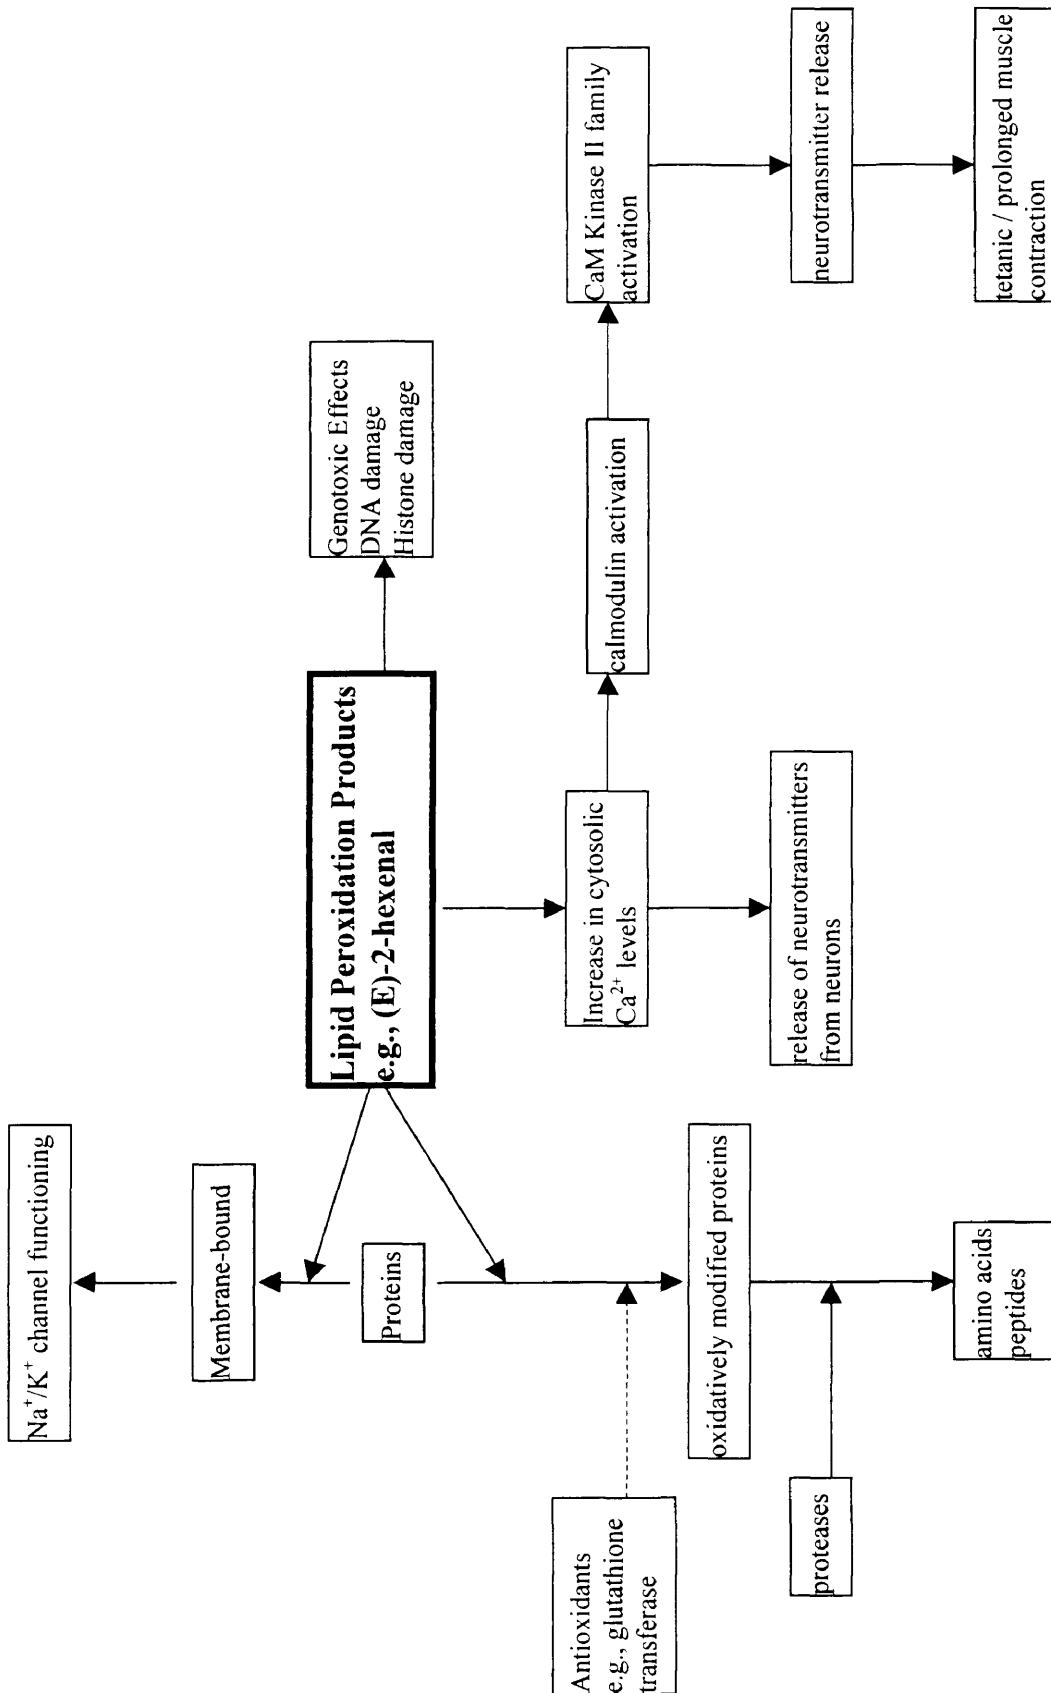 Na⁺/K⁺ channel functioning
Membrane-bound
Proteins
Lipid Peroxidation Products
e.g., (E)-2-hexenal
Genotoxic Effects
DNA damage
Histone damage
Antioxidants
e.g., glutathione
transferase
oxidatively modified proteins
proteases
amino acids
peptides
Increase in cytosolic
Ca²⁺ levels
release of neurotransmitters
from neurons
calmodulin activation
CaM Kinase II family
activation
neurotransmitter release
tetanic / prolonged muscle
contraction